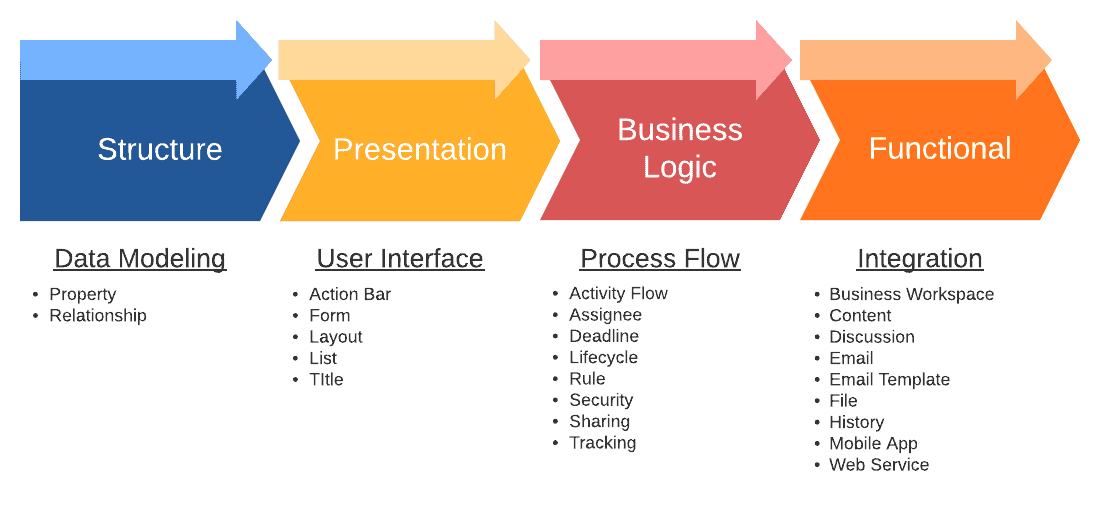 Structure
Presentation
Business
Logic
Functional
Data Modeling
• Property
• Relationship
User Interface
• Action Bar
• Form
• Layout
• List
• TItle
Process Flow
• Activity Flow
• Assignee
• Deadline
• Lifecycle
• Rule
• Security
• Sharing
• Tracking
Integration
• Business Workspace
• Content
• Discussion
• Email
• Email Template
• File
• History
• Mobile App
• Web Service